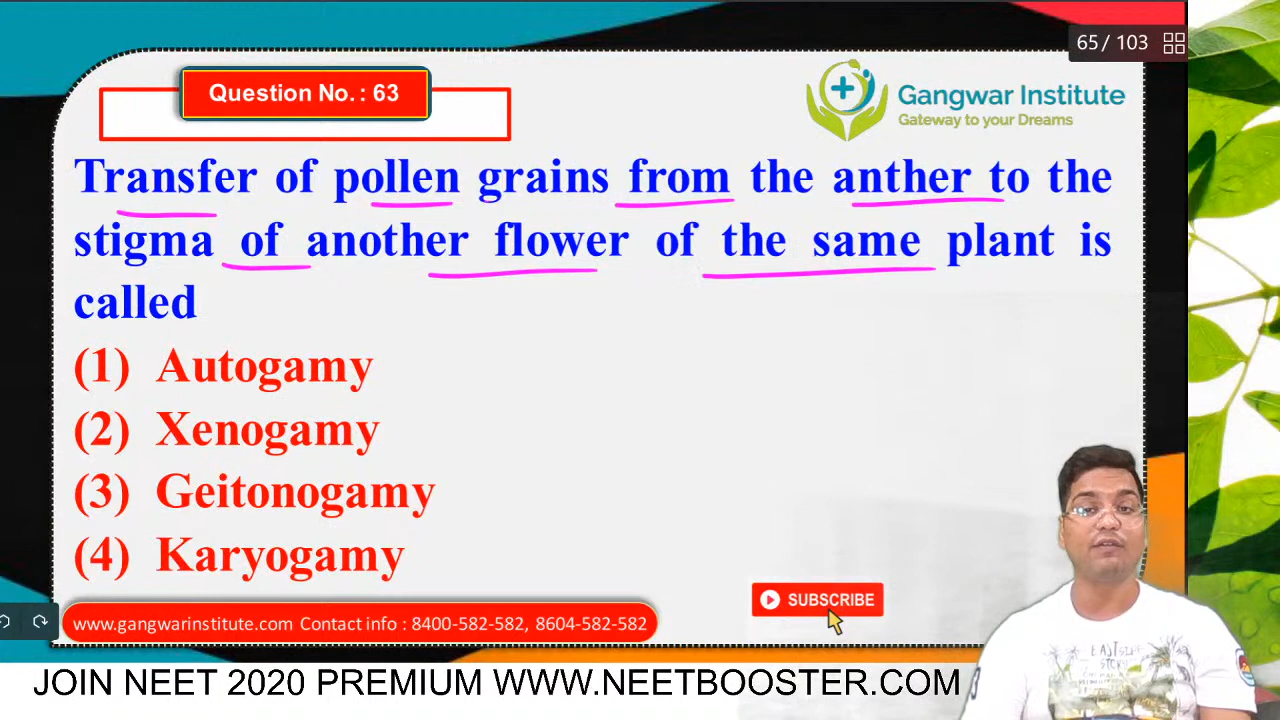 65 / 103
Question No. : 63
Gangwar Institute
Gateway to your Dreams
Transfer of pollen grains from the anther to the
stigma of another flower of the same plant is
called
(1) Autogamy
(2) Xenogamy
(3) Geitonogamy
(4) Karyogamy
SUBSCRIBE
www.gangwarinstitute.com Contact info : 8400-582-582, 8604-582-582
JOIN NEET 2020 PREMIUM WWW.NEETBOOSTER.COM